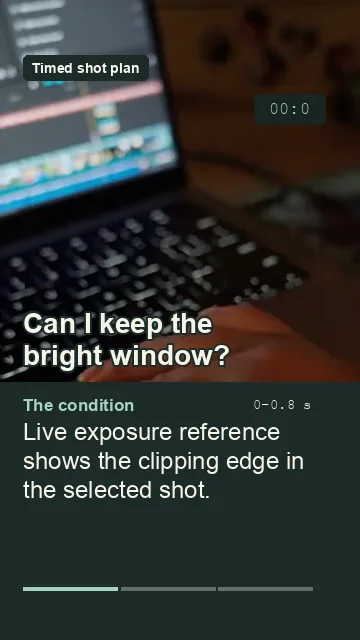 Timed shot plan
00:0
Can I keep the
bright window?
The condition
0–0.8 s
Live exposure reference
shows the clipping edge in
the selected shot.